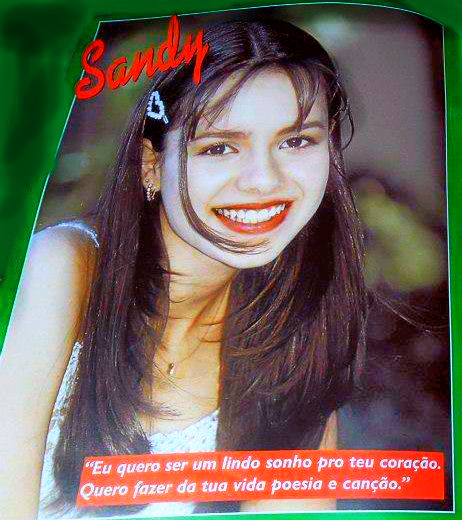 Sandy
“Eu quero ser um lindo sonho pro teu coração.
Quero fazer da tua vida poesia e canção.”